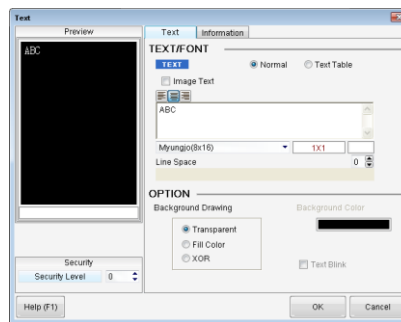 Text
Preview
ABC
Security
Security Level 0
Text Information
TEXT/FONT
TEXT Normal Text Table
Image Text
ABC
Myungjo(8x16) 1X1
Line Space 0
OPTION
Background Drawing Background Color
Transparent
Fill Color
XOR
Text Blink
Help (F1) OK Cancel